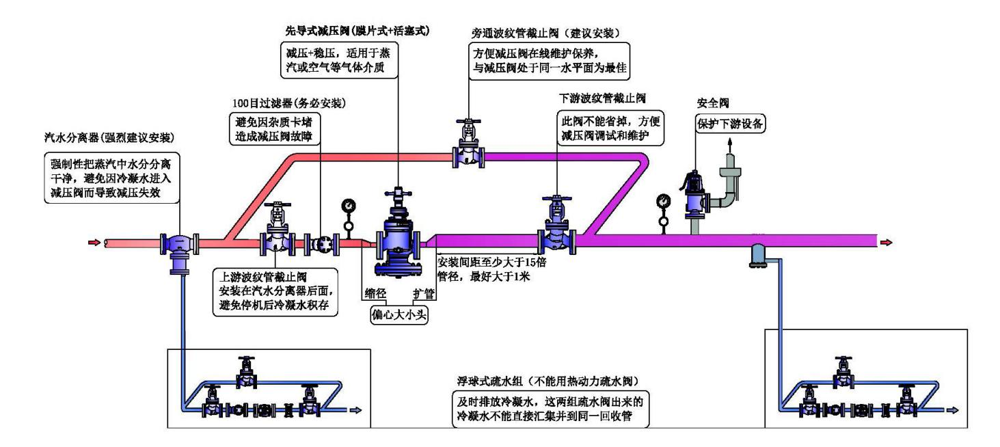 先导式减压阀(膜片式+活塞式)
减压+稳压，适用于蒸
汽或空气等气体介质
旁通波纹管截止阀（建议安装）
方便减压阀在线维护保养，
与减压阀处于同一水平面为最佳
100目过滤器(务必安装)
避免因杂质卡堵
造成减压阀故障
下游波纹管截止阀
此阀不能省掉，方便
减压阀调试和维护
安全阀
保护下游设备
汽水分离器(强烈建议安装)
强制性把蒸汽中水分分离
干净，避免因冷凝水进入
减压阀而导致减压失效
上游波纹管截止阀
安装在汽水分离器后面，
避免停机后冷凝水积存
安装间距至少大于15倍
管径，最好大于1米
缩径
扩管
偏心大小头
浮球式疏水组（不能用热动力疏水阀）
及时排放冷凝水，这两组疏水阀出来的
冷凝水不能直接汇集并到同一回收管